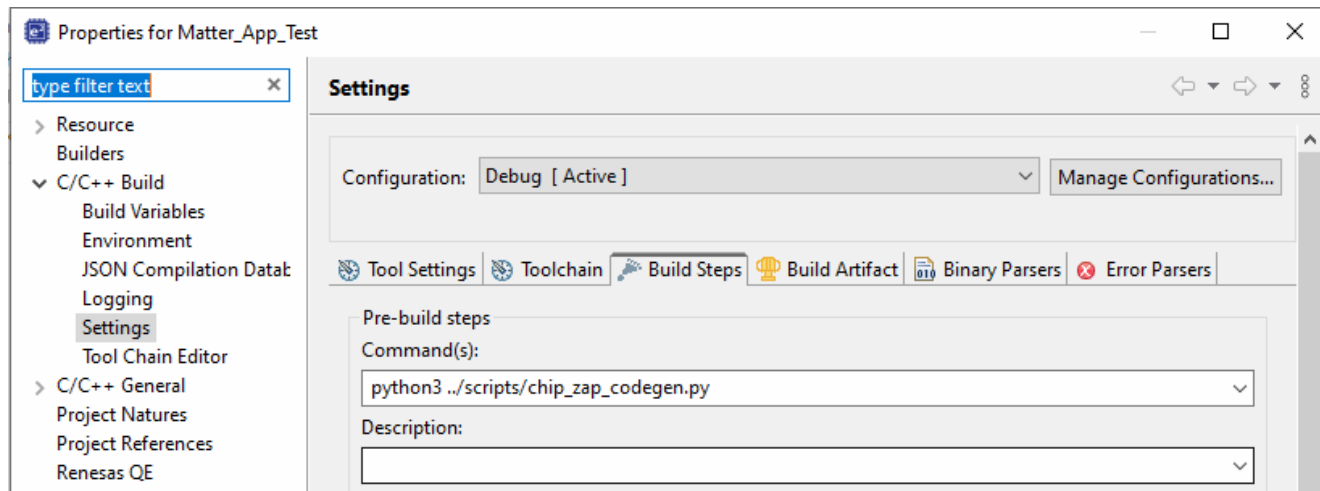 Properties for Matter_App_Test
type filter text
Settings
Resource
Builders
C/C++ Build
Build Variables
Environment
JSON Compilation Datab
Logging
Settings
Tool Chain Editor
C/C++ General
Project Natures
Project References
Renesas QE
Configuration:
Debug [ Active ]
Manage Configurations...
Tool Settings
Toolchain
Build Steps
Build Artifact
Binary Parsers
Error Parsers
Pre-build steps
Command(s):
python3 ../scripts/chip_zap_codegen.py
Description: